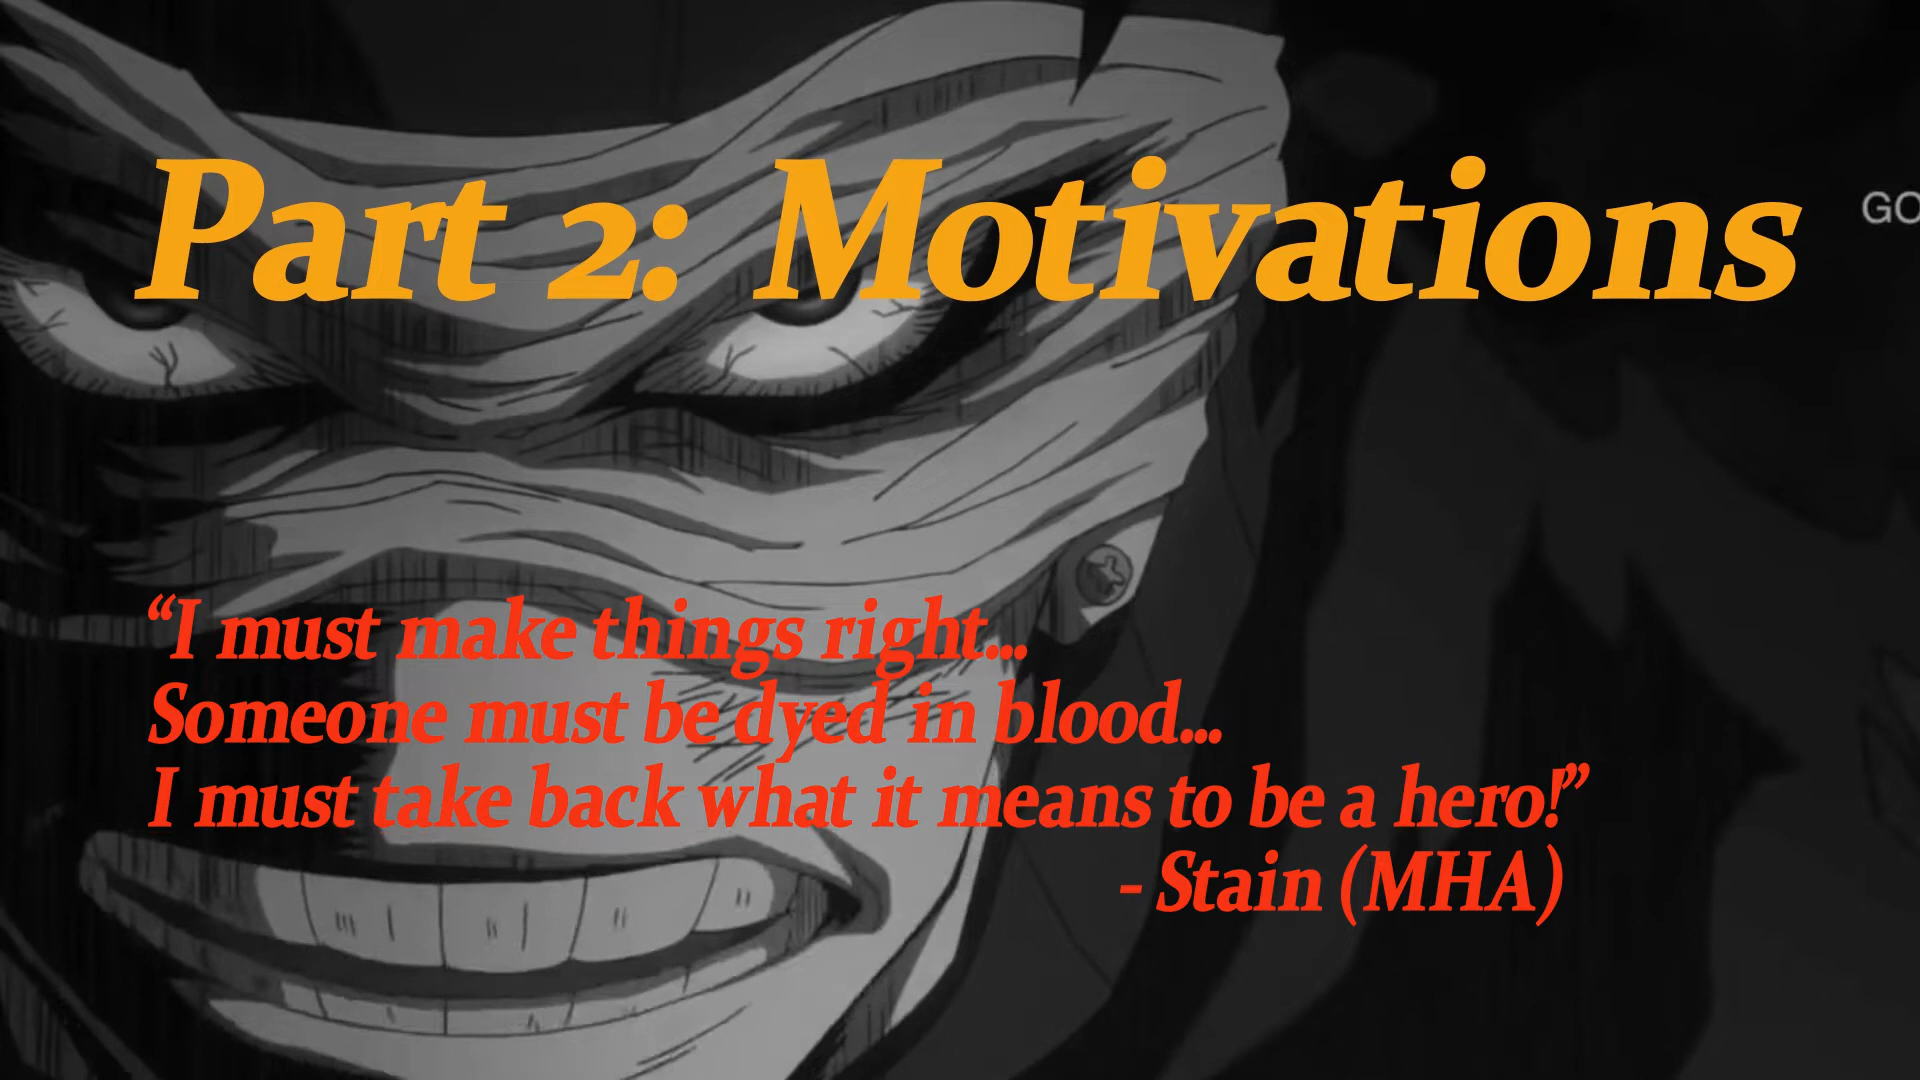 Part 2: Motivations
GO
“I must make things right...
Someone must be dyed in blood...
I must take back what it means to be a hero!”
- Stain (MHA)